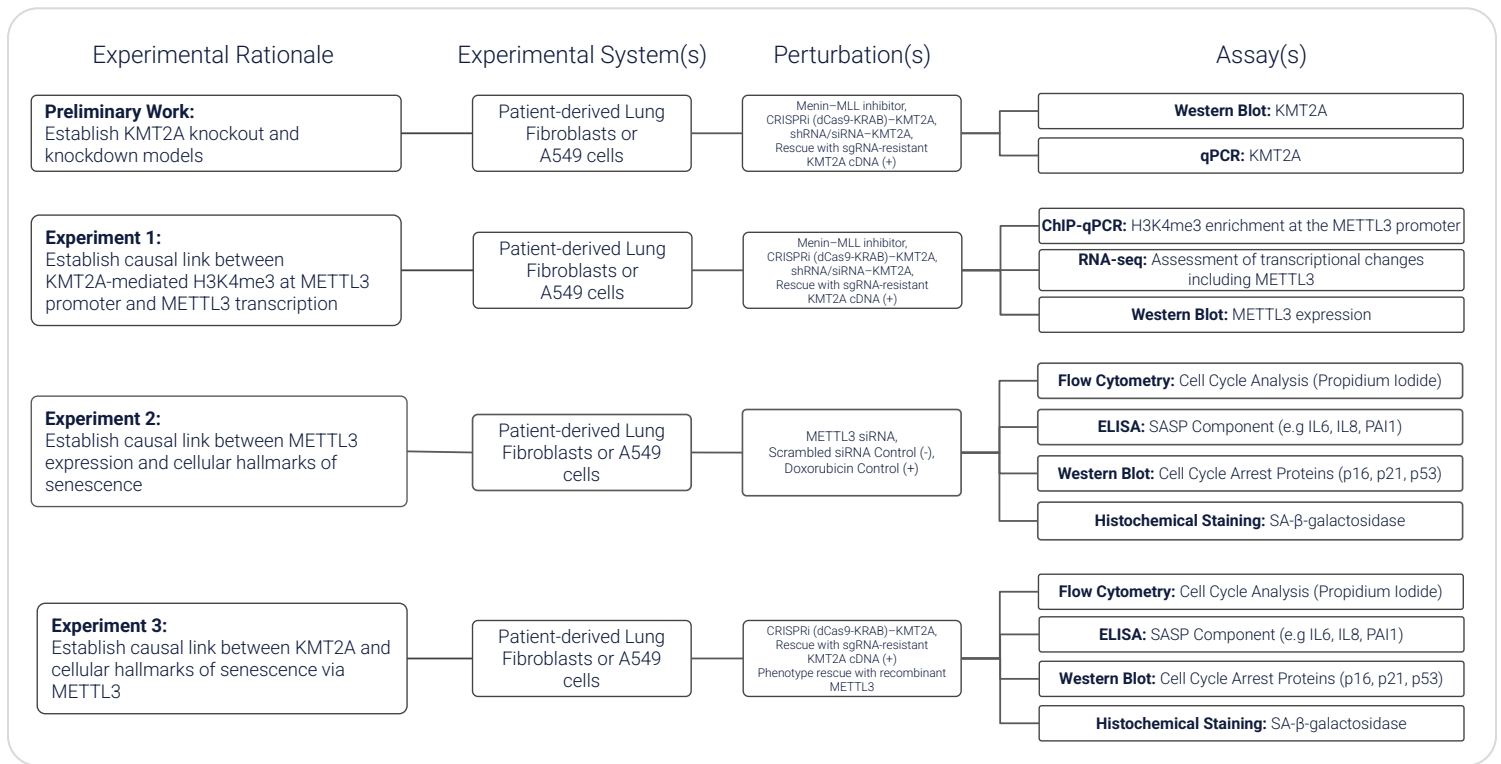 Experimental Rationale
Experimental System(s)
Perturbation(s)
Assay(s)
Preliminary Work:
Establish KMT2A knockout and
knockdown models
Patient-derived Lung
Fibroblasts or
A549 cells
Menin–MLL inhibitor,
CRISPRi (dCas9-KRAB)–KMT2A,
shRNA/siRNA–KMT2A,
Rescue with sgRNA-resistant
KMT2A cDNA (+)
Western Blot: KMT2A
qPCR: KMT2A
Experiment 1:
Establish causal link between
KMT2A-mediated H3K4me3 at METTL3
promoter and METTL3 transcription
Patient-derived Lung
Fibroblasts or
A549 cells
Menin–MLL inhibitor,
CRISPRi (dCas9-KRAB)–KMT2A,
shRNA/siRNA–KMT2A,
Rescue with sgRNA-resistant
KMT2A cDNA (+)
ChIP-qPCR: H3K4me3 enrichment at the METTL3 promoter
RNA-seq: Assessment of transcriptional changes
including METTL3
Western Blot: METTL3 expression
Experiment 2:
Establish causal link between METTL3
expression and cellular hallmarks of
senescence
Patient-derived Lung
Fibroblasts or A549
cells
METTL3 siRNA,
Scrambled siRNA Control (-),
Doxorubicin Control (+)
Flow Cytometry: Cell Cycle Analysis (Propidium Iodide)
ELISA: SASP Component (e.g IL6, IL8, PAI1)
Western Blot: Cell Cycle Arrest Proteins (p16, p21, p53)
Histochemical Staining: SA-β-galactosidase
Experiment 3:
Establish causal link between KMT2A and
cellular hallmarks of senescence via
METTL3
Patient-derived Lung
Fibroblasts or A549
cells
CRISPRi (dCas9-KRAB)–KMT2A,
Rescue with sgRNA-resistant
KMT2A cDNA (+)
Phenotype rescue with recombinant
METTL3
Flow Cytometry: Cell Cycle Analysis (Propidium Iodide)
ELISA: SASP Component (e.g IL6, IL8, PAI1)
Western Blot: Cell Cycle Arrest Proteins (p16, p21, p53)
Histochemical Staining: SA-β-galactosidase